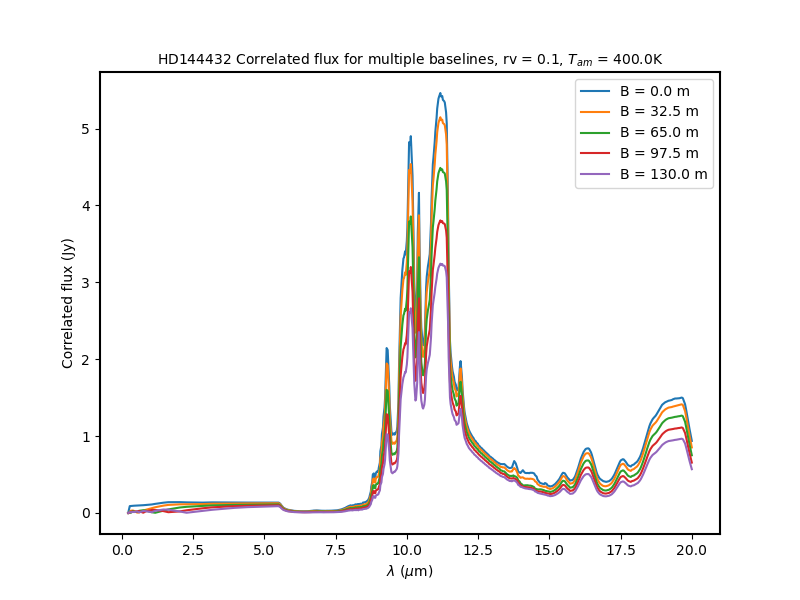 HD144432 Correlated flux for multiple baselines, rv = 0.1, T_am = 400.0K
B = 0.0 m
B = 32.5 m
B = 65.0 m
B = 97.5 m
B = 130.0 m
5
4
3
2
1
0
Correlated flux (Jy)
0.0 2.5 5.0 7.5 10.0 12.5 15.0 17.5 20.0
λ (μm)